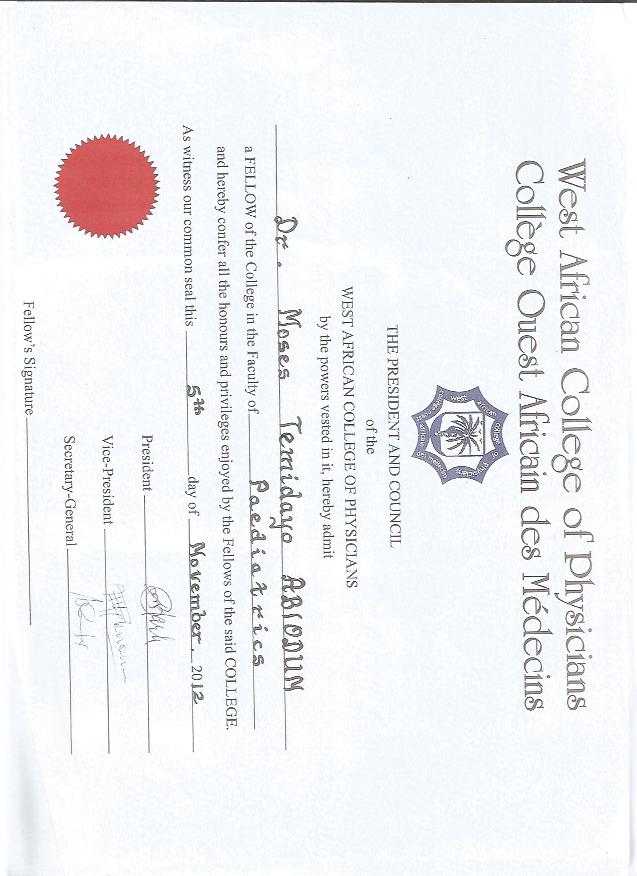 West African College of Physicians
Collège Ouest Africain des Médecins
THE PRESIDENT AND COUNCIL
of the
WEST AFRICAN COLLEGE OF PHYSICIANS
by the powers vested in it, hereby admit
Dr. Moses Temidayo ABIODUN
a FELLOW of the College in the Faculty of Paediatrics
and hereby confer all the honours and privileges enjoyed by the Fellows of the said COLLEGE.
As witness our common seal this 5th day of November, 2012
President
Vice-President
Secretary-General
Fellow's Signature